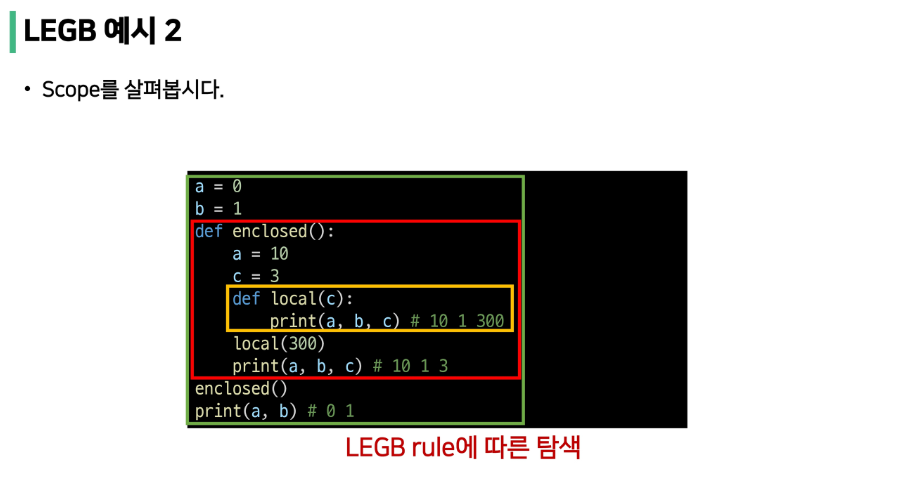 LEGB 예시 2
• Scope를 살펴봅시다.
a = 0
b = 1
def enclosed():
    a = 10
    c = 3
    def local(c):
        print(a, b, c) # 10 1 300
    local(300)
    print(a, b, c) # 10 1 3
enclosed()
print(a, b) # 0 1
LEGB rule에 따른 탐색